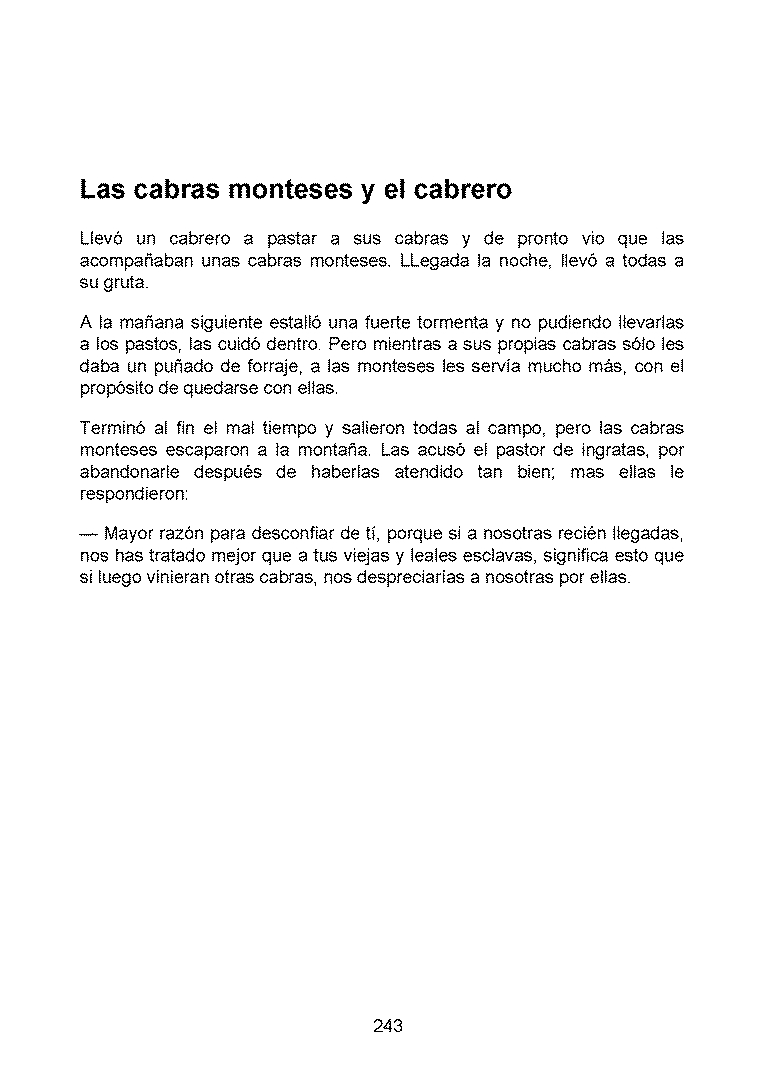 Las cabras monteses y el cabrero
Llevó un cabrero a pastar a sus cabras y de pronto vio que las
acompañaban unas cabras monteses. LLegada la noche, llevó a todas a
su gruta.
A la mañana siguiente estalló una fuerte tormenta y no pudiendo llevarlas
a los pastos, las cuidó dentro. Pero mientras a sus propias cabras sólo les
daba un puñado de forraje, a las monteses les servía mucho más, con el
propósito de quedarse con ellas.
Terminó al fin el mal tiempo y salieron todas al campo, pero las cabras
monteses escaparon a la montaña. Las acusó el pastor de ingratas, por
abandonarle después de haberlas atendido tan bien; mas ellas le
respondieron:
— Mayor razón para desconfiar de tí, porque si a nosotras recién llegadas,
nos has tratado mejor que a tus viejas y leales esclavas, significa esto que
si luego vinieran otras cabras, nos despreciarías a nosotras por ellas.
243